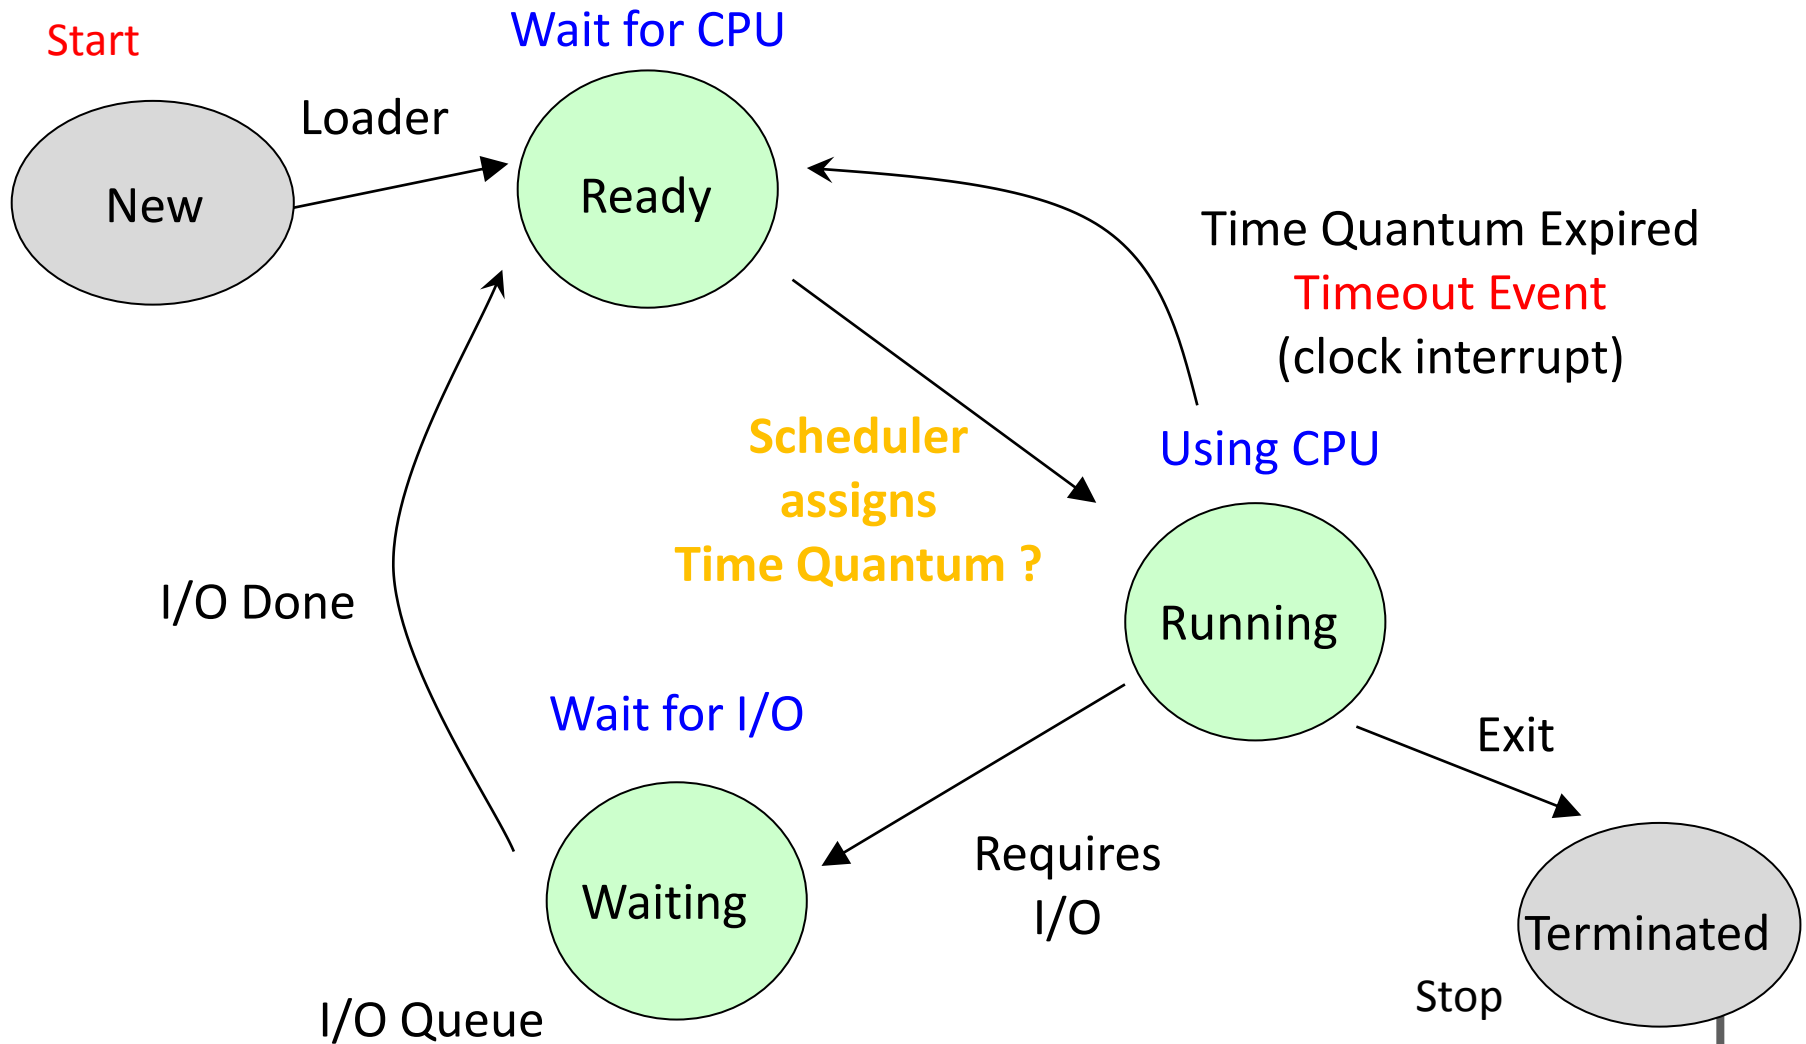 Start
Wait for CPU
Loader
New
Ready
Time Quantum Expired
Timeout Event
(clock interrupt)
Scheduler
assigns
Time Quantum ?
Using CPU
Running
I/O Done
Wait for I/O
Exit
Requires
I/O
Waiting
Terminated
Stop
I/O Queue